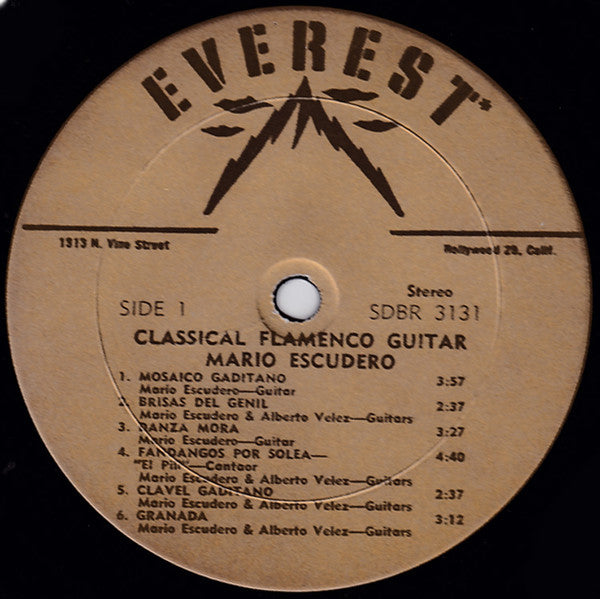 EVEREST
1313 N. Vine Street
Hollywood 28, Calif.
SIDE 1
Stereo
SDBR 3131
CLASSICAL FLAMENCO GUITAR
MARIO ESCUDERO
1. MOSAICO GADITANO 3:57
Mario Escudero—Guitar
2. BRISAS DEL GENIL 2:37
Mario Escudero & Alberto Velez—Guitars
3. DANZA MORA 3:27
Mario Escudero—Guitar
4. FANDANGOS POR SOLEA— 4:40
"El Pili"—Cantaor
Mario Escudero & Alberto Velez—Guitars
5. CLAVEL GADITANO 2:37
Mario Escudero & Alberto Velez—Guitars
6. GRANADA 3:12
Mario Escudero & Alberto Velez—Guitars